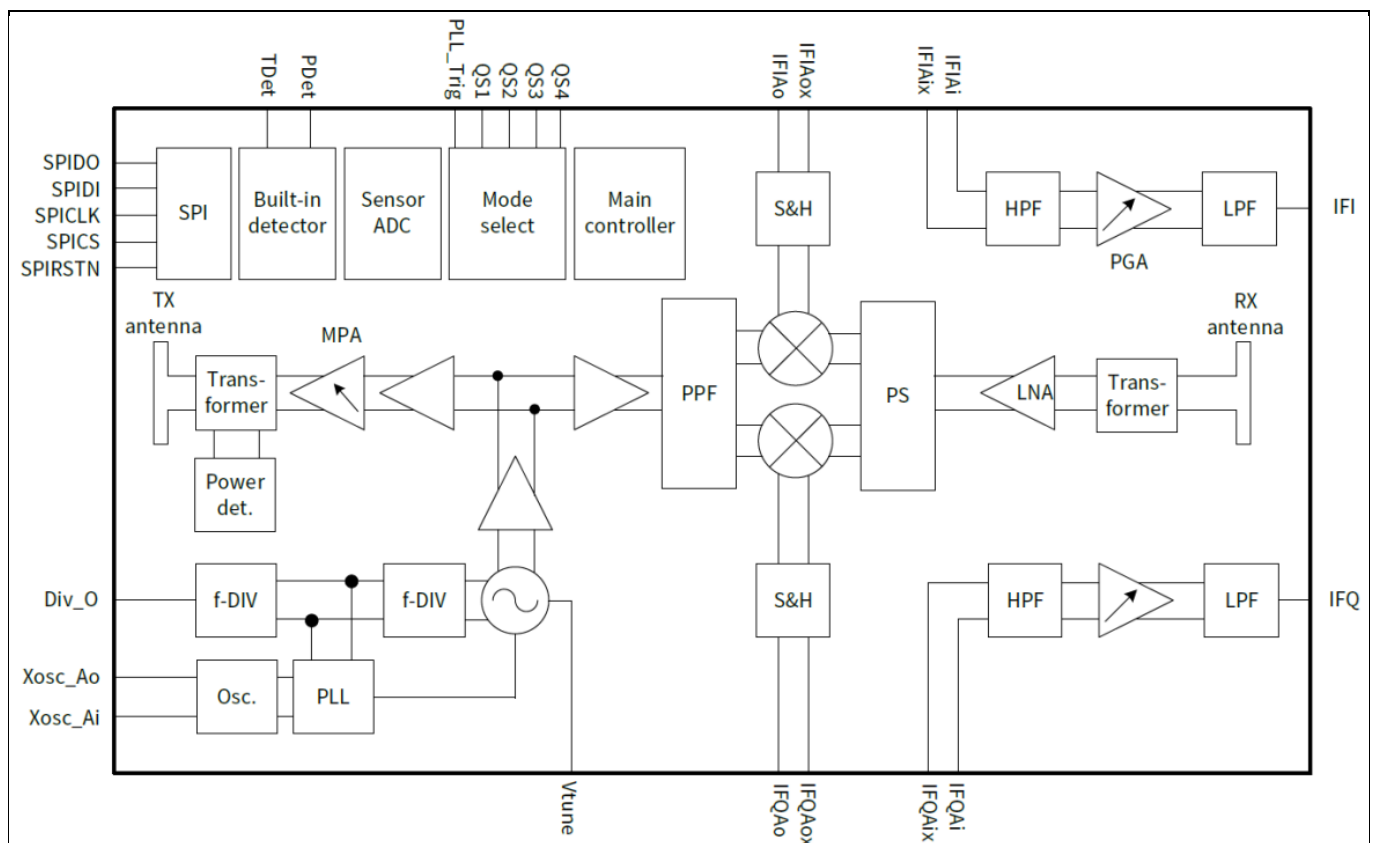 TDet
PDet
PLL_Trig
QS1
QS2
QS3
QS4
IFIAo
IFIAox
IFIAix
IFIAi
SPIDO
SPIDI
SPICLK
SPICS
SPIRSTN
SPI
Built-in
detector
Sensor
ADC
Mode
select
Main
controller
S&H
HPF
PGA
LPF
IFI
TX
antenna
MPA
Trans-
former
Power
det.
PPF
PS
LNA
Trans-
former
RX
antenna
Div_O
f-DIV
f-DIV
S&H
HPF
LPF
IFQ
Xosc_Ao
Xosc_Ai
Osc.
PLL
Vtune
IFQAo
IFQAox
IFQAix
IFQAi